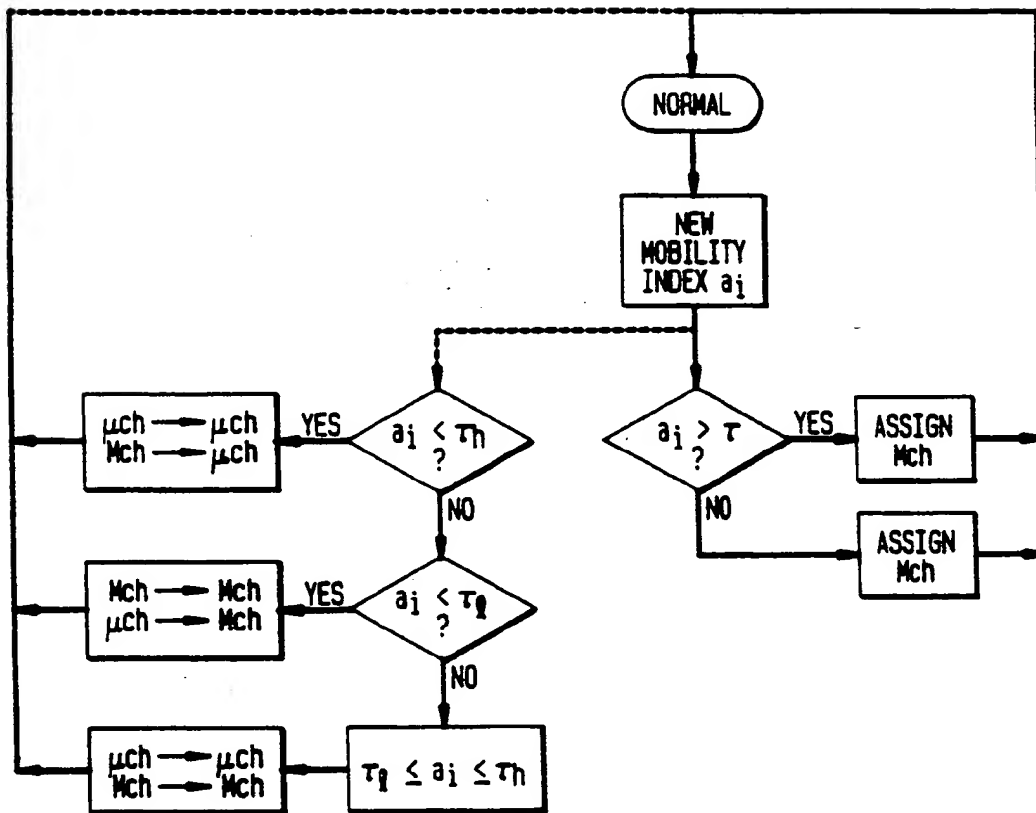 NORMAL
NEW
MOBILITY
INDEX ai
μch → μch
Mch → μch
YES
ai < τh
?
NO
ai > τ
?
YES
NO
ASSIGN
Mch
ASSIGN
Mch
Mch → Mch
μch → Mch
YES
ai < τℓ
?
NO
μch → μch
Mch → Mch
τℓ ≤ ai ≤ τh